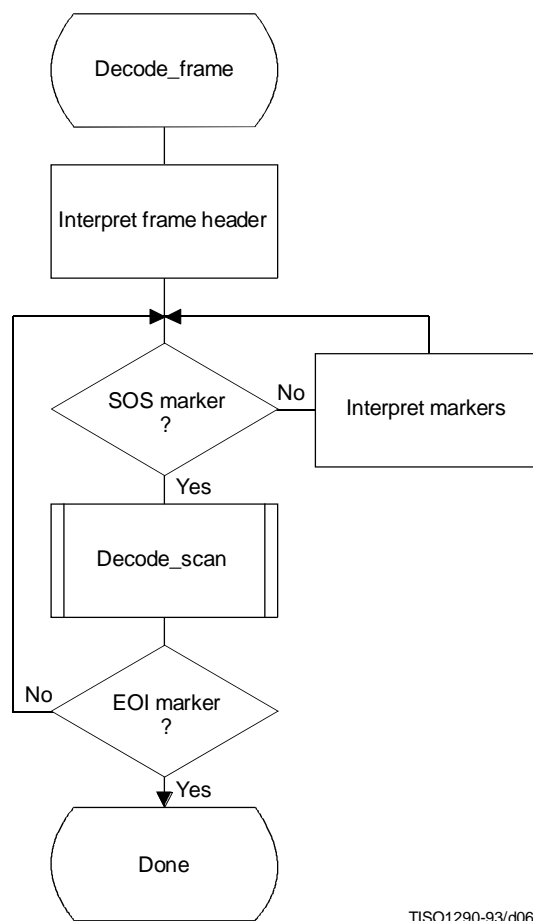 Decode_frame
Interpret frame header
SOS marker
?
No
Interpret markers
Yes
Decode_scan
No
EOI marker
?
Yes
Done
TISO1290-93/d06